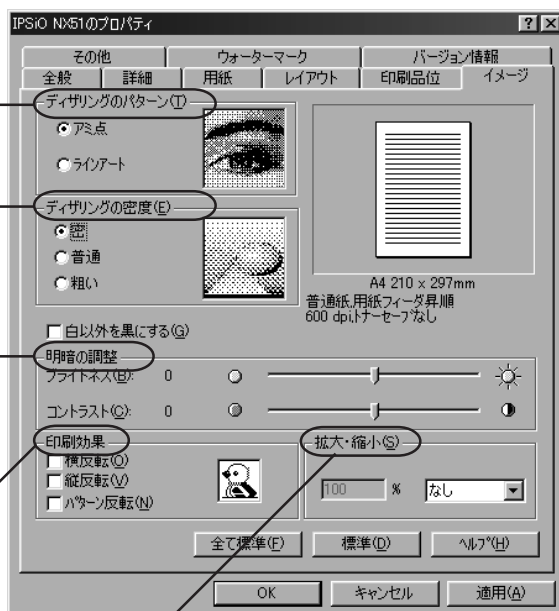 IPSiO NX51のプロパティ
その他 ウォーターマーク バージョン情報
全般 詳細 用紙 レイアウト 印刷品位 イメージ
ディザリングのパターン(T)
アミ点
ラインアート
ディザリングの密度(E)
密
普通
粗い
A4 210 x 297mm
普通紙,用紙フィーダ昇順
600 dpi,トナーセーブなし
白以外を黒にする(G)
明暗の調整
ブライトネス(B): 0
コントラスト(C): 0
印刷効果
横反転(O)
縦反転(V)
パターン反転(N)
拡大・縮小(S)
100 % なし
全て標準(F) 標準(D) ヘルプ(H)
OK キャンセル 適用(A)